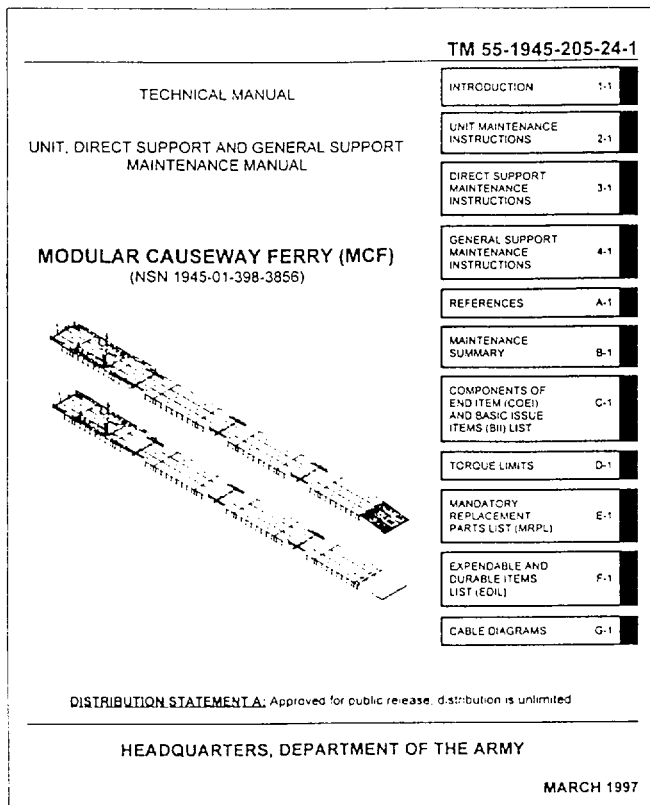 TM 55-1945-205-24-1
TECHNICAL MANUAL
UNIT, DIRECT SUPPORT AND GENERAL SUPPORT
MAINTENANCE MANUAL
MODULAR CAUSEWAY FERRY (MCF)
(NSN 1945-01-398-3856)
INTRODUCTION 1-1
UNIT MAINTENANCE
INSTRUCTIONS 2-1
DIRECT SUPPORT
MAINTENANCE 3-1
INSTRUCTIONS
GENERAL SUPPORT
MAINTENANCE 4-1
INSTRUCTIONS
REFERENCES A-1
MAINTENANCE
SUMMARY B-1
COMPONENTS OF
END ITEM (COEI) C-1
AND BASIC ISSUE
ITEMS (BII) LIST
TORQUE LIMITS D-1
MANDATORY
REPLACEMENT E-1
PARTS LIST (MRPL)
EXPENDABLE AND
DURABLE ITEMS F-1
LIST (EDIL)
CABLE DIAGRAMS G-1
DISTRIBUTION STATEMENT A: Approved for public release, distribution is unlimited
HEADQUARTERS, DEPARTMENT OF THE ARMY
MARCH 1997